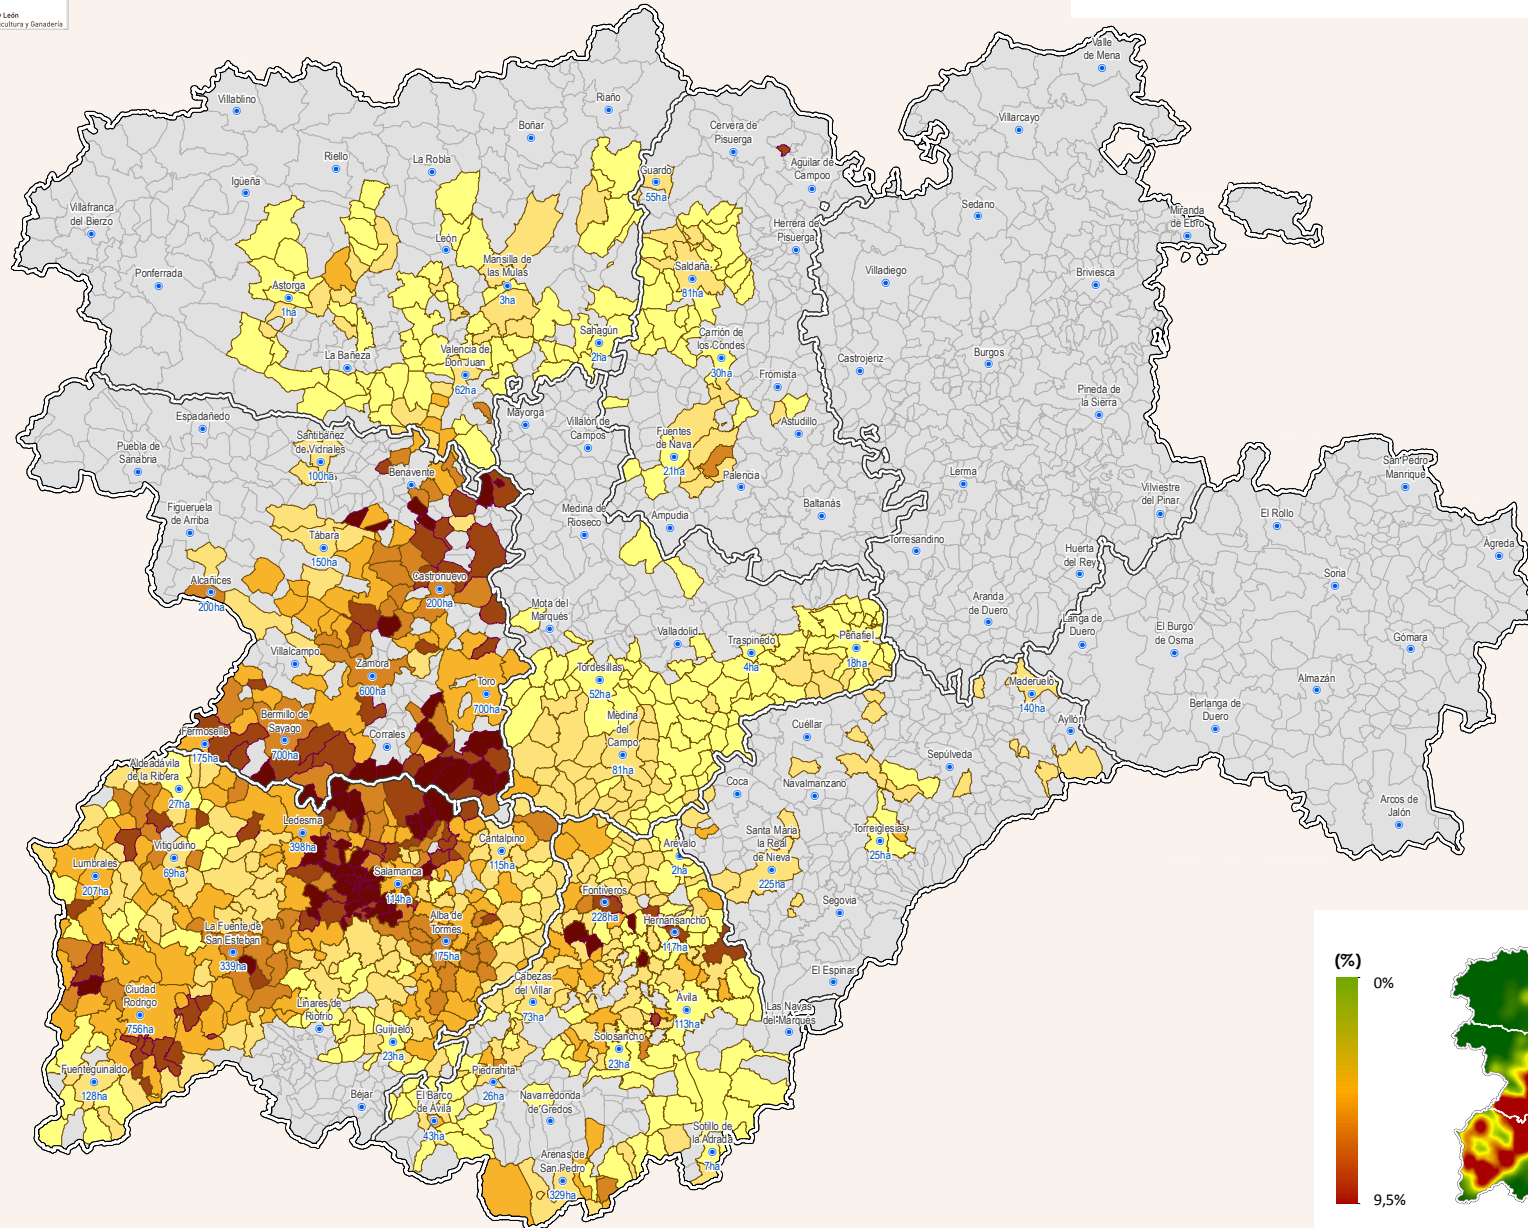 y León
icultura y Ganadería
Valle
de Mena
Villablino
Riaño
Boñar
Villarcayo
Cervera de
Pisuerga
Riello
La Robla
Aguilar de
Campoo
Guardo
55ha
Igüeña
Villafranca
del Bierzo
Sedano
Miranda
de Ebro
Herrera de
Pisuerga
León
Mansilla de
las Mulas
3ha
Ponferrada
Astorga
1ha
Saldaña
81ha
Villadiego
Briviesca
Sahagún
2ha
Carrión de
los Condes
30ha
La Bañeza
Valencia de
Don Juan
62ha
Castrojeriz
Burgos
Frómista
Pineda de
la Sierra
Espadañedo
Mayorga
Villalón de
Campos
Astudillo
Santibáñez
de Vidriales
100ha
Fuentes
de Nava
21ha
Puebla de
Sanabria
Benavente
Palencia
Lerma
San Pedro
Manrique
Vilviestre
del Pinar
Figueruela
de Arriba
Medina de
Rioseco
Ampudia
Baltanás
El Rollo
Tábara
150ha
Torresandino
Huerta
del Rey
Ágreda
Alcañices
200ha
Castronuevo
200ha
Soria
Mota del
Marqués
Aranda
de Duero
Langa de
Duero
El Burgo
de Osma
Gómara
Valladolid
Traspinedo
4ha
Peñafiel
18ha
Villalcampo
Zamora
600ha
Toro
700ha
Tordesillas
52ha
Maderuelo
140ha
Almazán
Berlanga de
Duero
Fermoselle
175ha
Bermillo de
Sayago
700ha
Corrales
Medina
del
Campo
81ha
Cuéllar
Ayllón
Aldeadávila
de la Ribera
27ha
Sepúlveda
Coca
Navalmanzano
Arcos de
Jalón
Ledesma
398ha
Vitigudino
69ha
Cantalpino
115ha
Arévalo
2ha
Santa María
la Real
de Nieva
225ha
Torreiglesias
25ha
Lumbrales
207ha
Salamanca
114ha
Fontiveros
228ha
Segovia
La Fuente de
San Esteban
339ha
Alba de
Tormes
175ha
Hernansancho
117ha
El Espinar
(%)
0%
Ciudad
Rodrigo
756ha
Linares de
Riofrío
Cabezas
del Villar
73ha
Ávila
113ha
Las Navas
del Marqués
Guijuelo
23ha
Solosancho
23ha
Fuenteguinaldo
128ha
Piedrahíta
26ha
Béjar
El Barco
de Ávila
43ha
Navarredonda
de Gredos
Sotillo de
la Adrada
7ha
Arenas de
San Pedro
329ha
9,5%